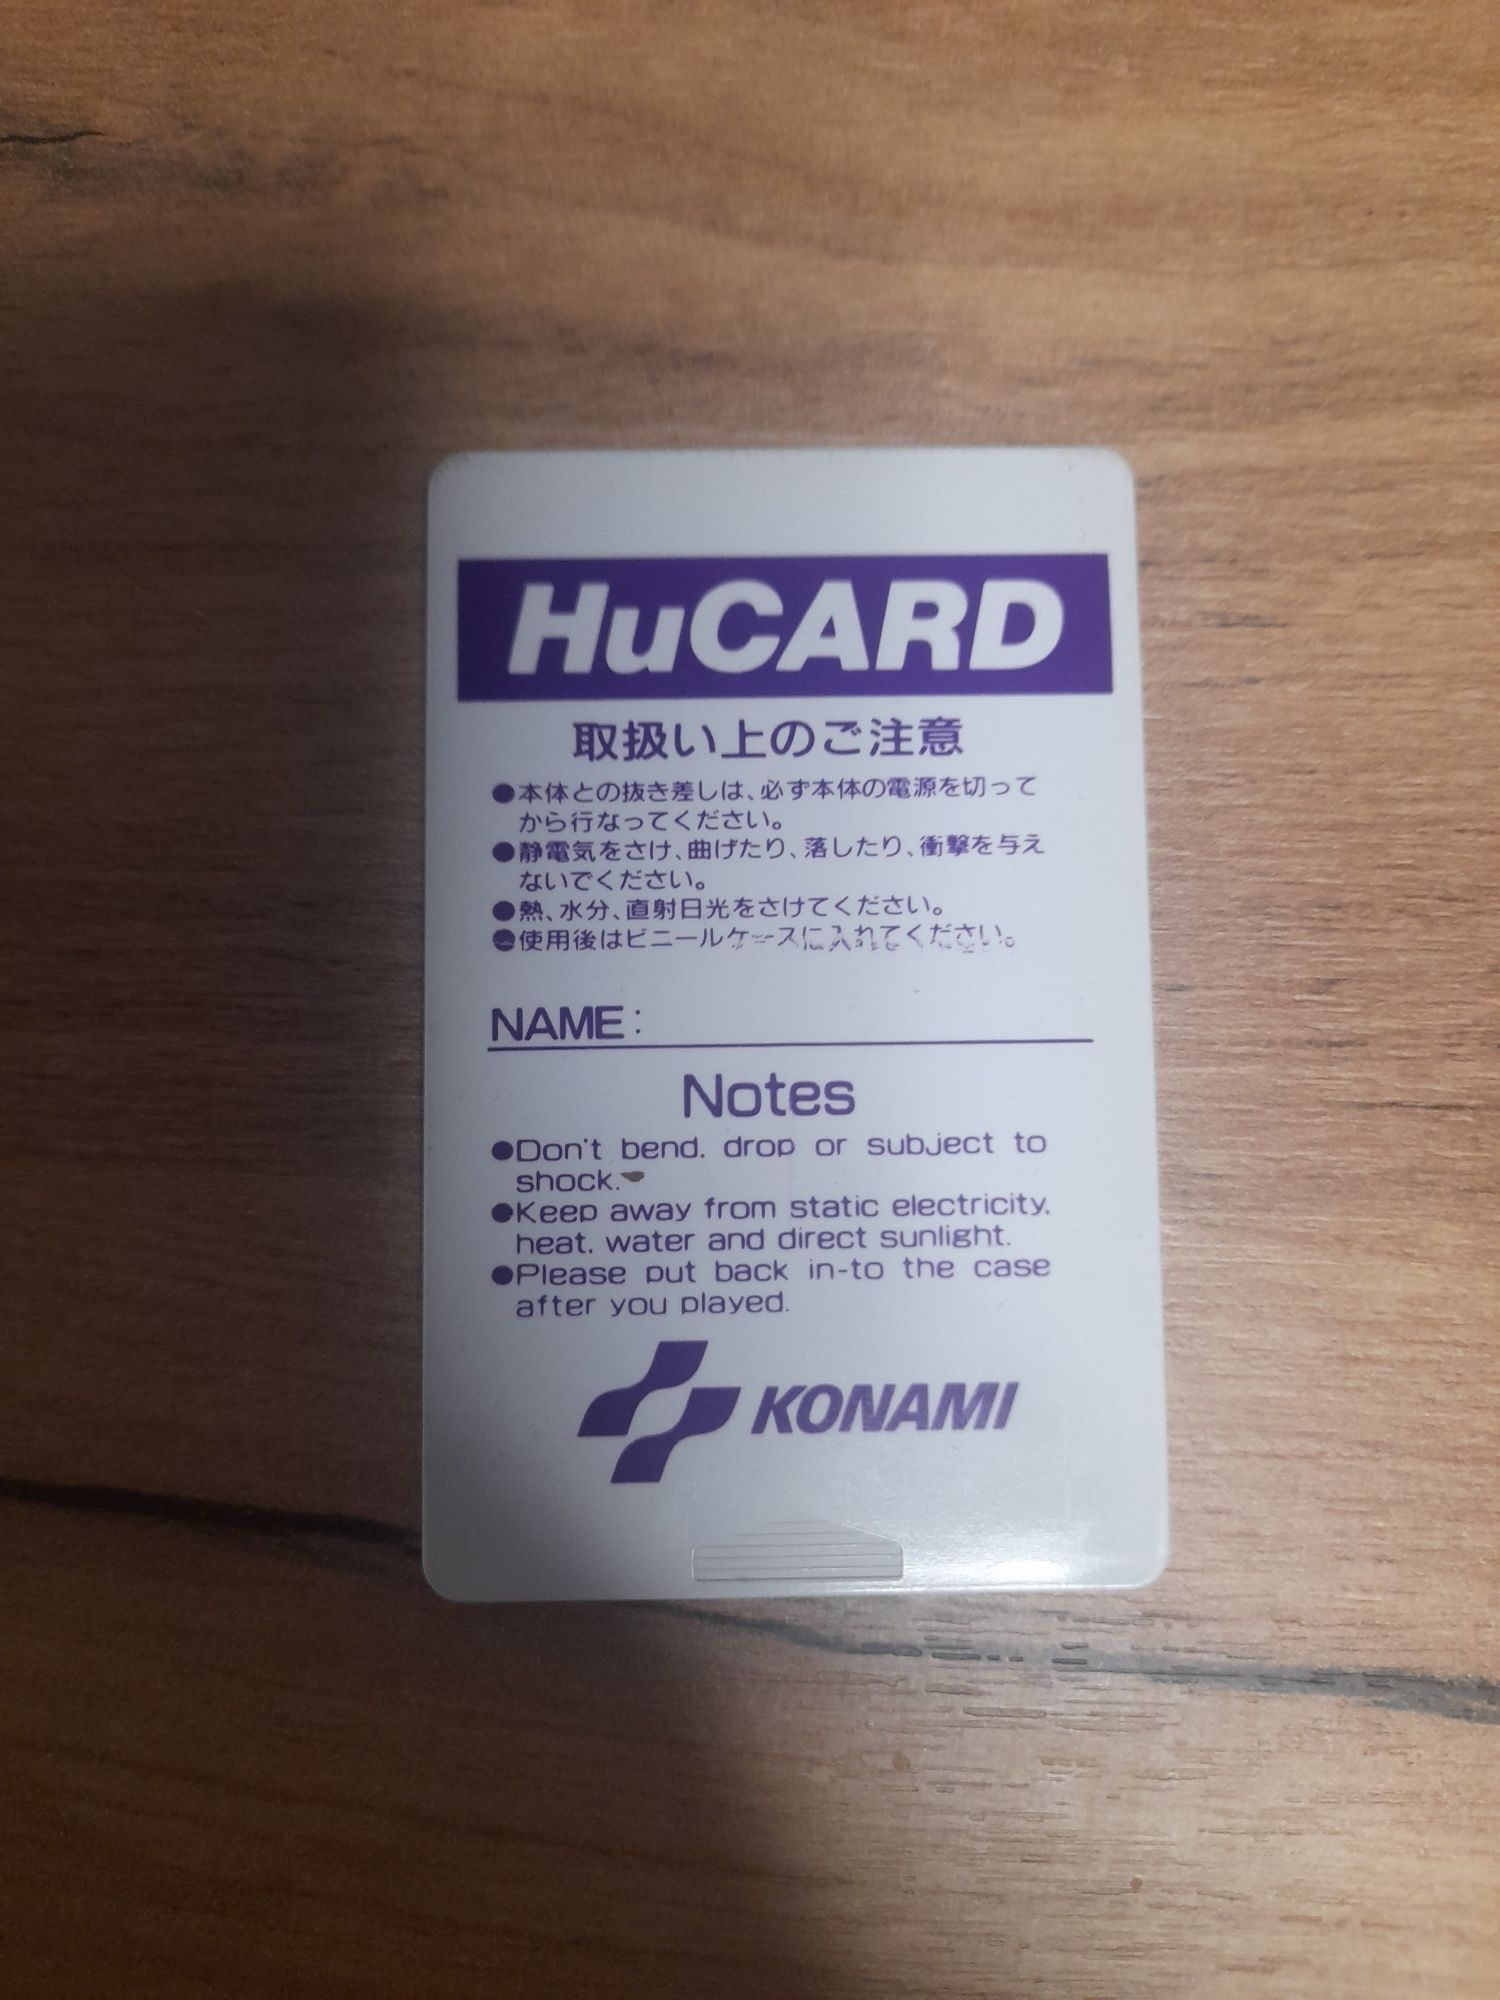 HuCARD
取扱い上のご注意
●本体との抜き差しは、必ず本体の電源を切って
から行なってください。
●静電気をさけ、曲げたり、落したり、衝撃を与え
ないでください。
●熱、水分、直射日光をさけてください。
●使用後はビニールケースに入れてください。
NAME:
Notes
●Don't bend, drop or subject to
shock.
●Keep away from static electricity,
heat, water and direct sunlight.
●Please put back in-to the case
after you played.
KONAMI